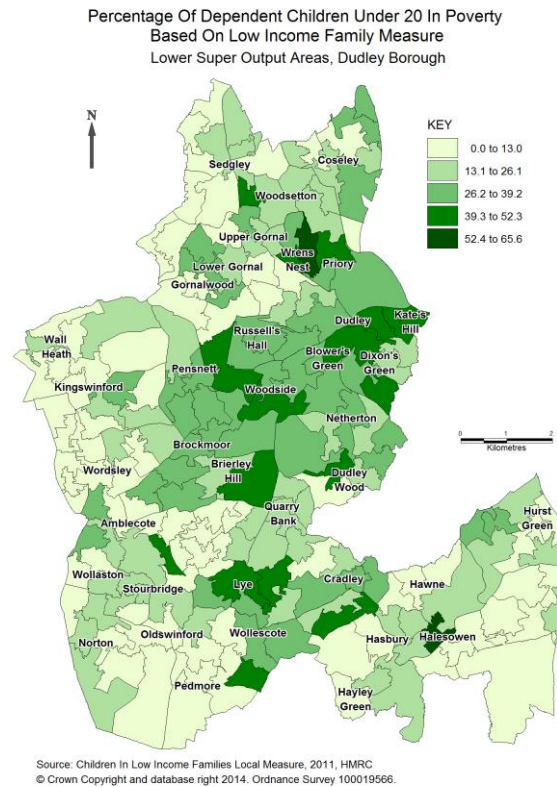 Percentage Of Dependent Children Under 20 In Poverty
Based On Low Income Family Measure
Lower Super Output Areas, Dudley Borough
N
KEY
0.0 to 13.0
13.1 to 26.1
26.2 to 39.2
39.3 to 52.3
52.4 to 65.6
Sedgley
Coseley
Woodsetton
Upper Gornal
Wrens
Nest
Priory
Lower Gornal
Gornalwood
Kate's
Hill
Dudley
Russell's
Hall
Wall
Heath
Blower's
Green
Dixon's
Green
Pensnett
Kingswinford
Woodside
Netherton
Brockmoor
0 1 2
Kilometres
Wordsley
Brierley
Hill
Dudley
Wood
Quarry
Bank
Amblecote
Hurst
Green
Wollaston
Stourbridge
Lye
Cradley
Hawne
Norton
Oldswinford
Wollescote
Hasbury
Halesowen
Pedmore
Hayley
Green
Source: Children In Low Income Families Local Measure, 2011, HMRC
© Crown Copyright and database right 2014. Ordnance Survey 100019566.